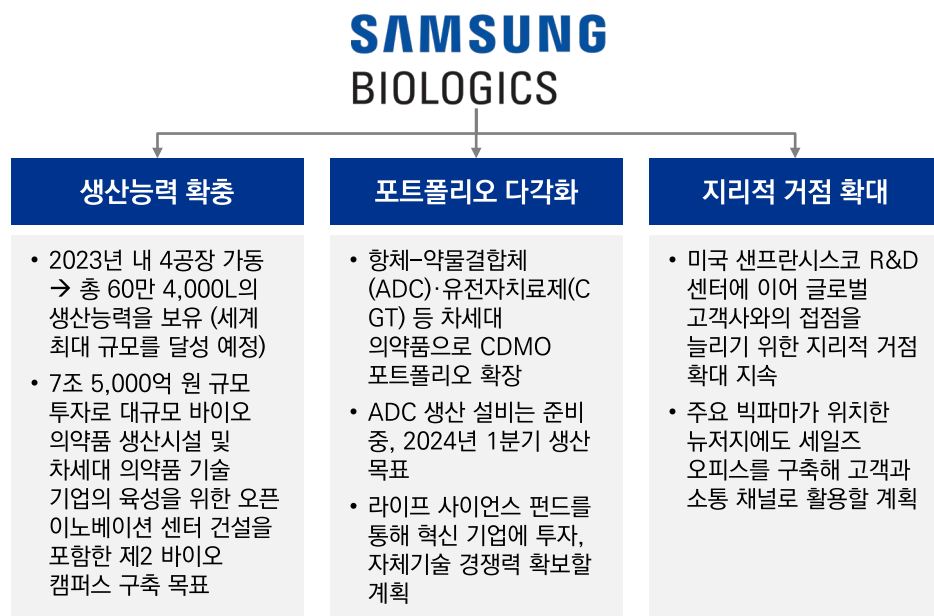 SAMSUNG
BIOLOGICS
생산능력 확충
• 2023년 내 4공장 가동
→ 총 60만 4,000L의
생산능력을 보유 (세계
최대 규모를 달성 예정)
• 7조 5,000억 원 규모
투자로 대규모 바이오
의약품 생산시설 및
차세대 의약품 기술
기업의 육성을 위한 오픈
이노베이션 센터 건설을
포함한 제2 바이오
캠퍼스 구축 목표
포트폴리오 다각화
• 항체-약물결합체
(ADC)·유전자치료제(C
GT) 등 차세대
의약품으로 CDMO
포트폴리오 확장
• ADC 생산 설비는 준비
중, 2024년 1분기 생산
목표
• 라이프 사이언스 펀드를
통해 혁신 기업에 투자,
자체기술 경쟁력 확보할
계획
지리적 거점 확대
• 미국 샌프란시스코 R&D
센터에 이어 글로벌
고객사와의 접점을
늘리기 위한 지리적 거점
확대 지속
• 주요 빅파마가 위치한
뉴저지에도 세일즈
오피스를 구축해 고객과
소통 채널로 활용할 계획